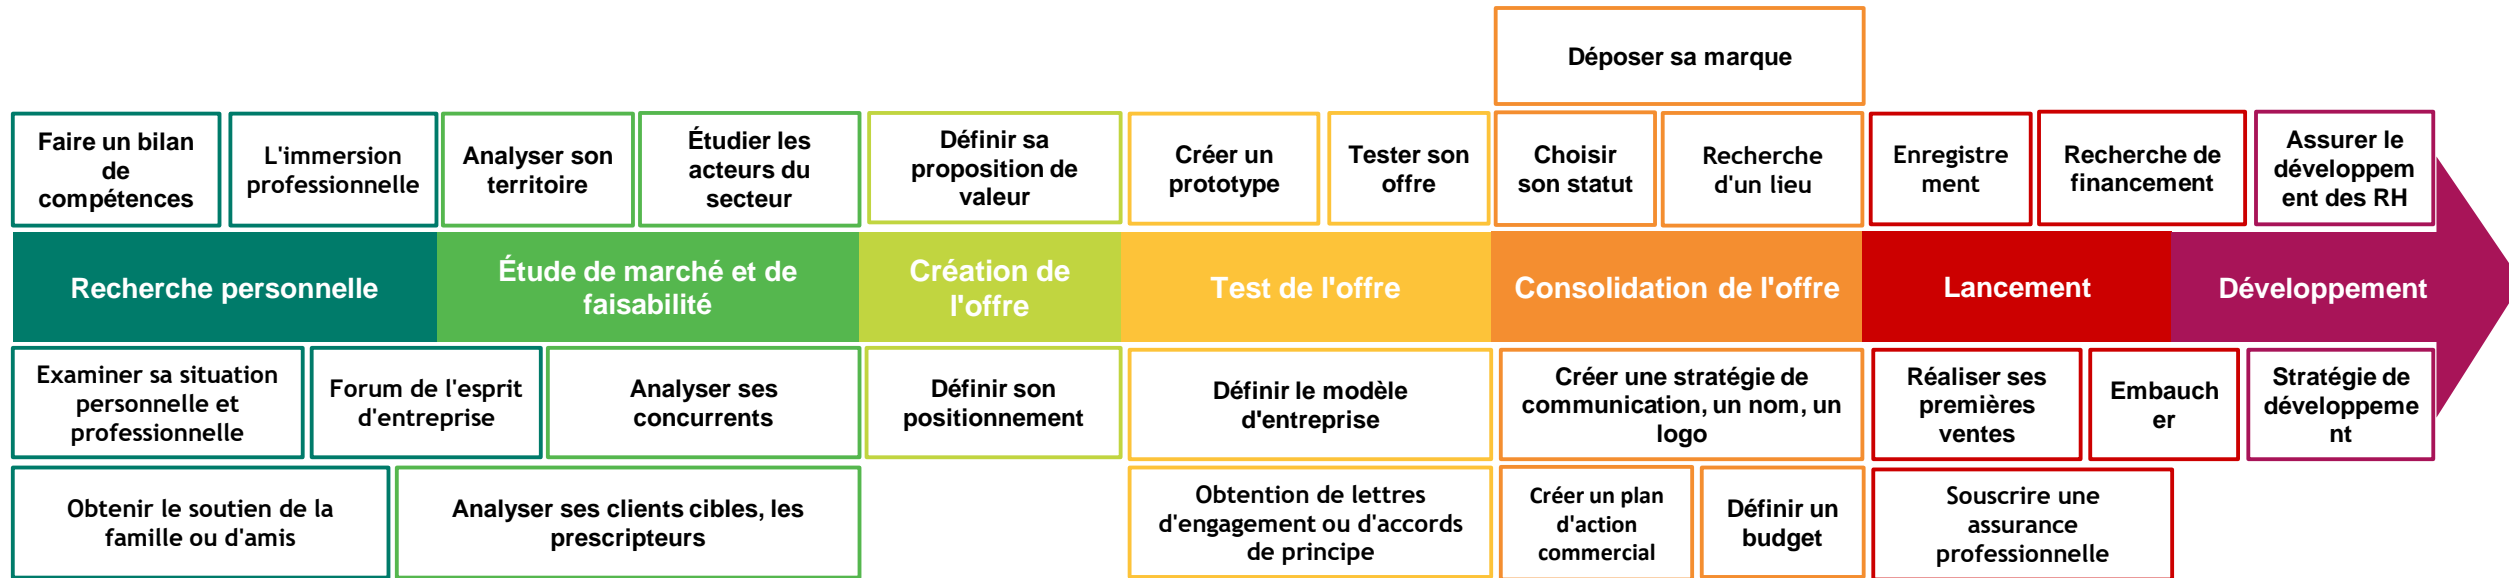 Déposer sa marque
Faire un bilan
de
compétences
L'immersion
professionnelle
Analyser son
territoire
Étudier les
acteurs du
secteur
Définir sa
proposition de
valeur
Créer un
prototype
Tester son
offre
Choisir
son statut
Recherche
d'un lieu
Enregistre
ment
Recherche de
financement
Assurer le
développem
ent des RH
Recherche personnelle
Étude de marché et de
faisabilité
Création de
l'offre
Test de l'offre
Consolidation de l'offre
Lancement
Développement
Examiner sa situation
personnelle et
professionnelle
Forum de l'esprit
d'entreprise
Analyser ses
concurrents
Définir son
positionnement
Définir le modèle
d'entreprise
Créer une stratégie de
communication, un nom, un
logo
Réaliser ses
premières
ventes
Embauch
er
Stratégie de
développeme
nt
Obtenir le soutien de la
famille ou d'amis
Analyser ses clients cibles, les
prescripteurs
Obtention de lettres
d'engagement ou d'accords
de principe
Créer un plan
d'action
commercial
Définir un
budget
Souscrire une
assurance
professionnelle